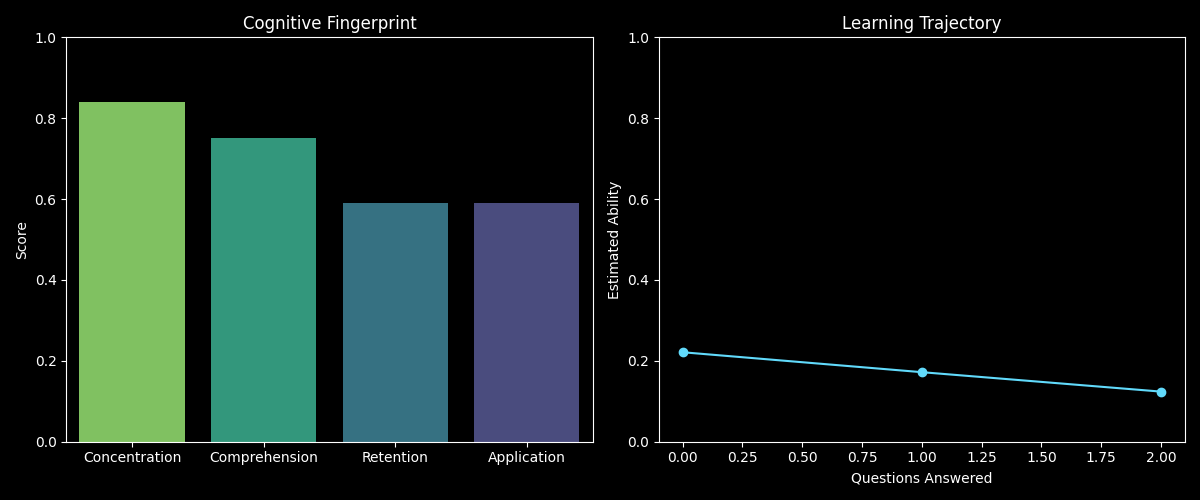 Cognitive Fingerprint
1.0
0.8
0.6
0.4
0.2
0.0
Score
Concentration
Comprehension
Retention
Application
Learning Trajectory
1.0
0.8
0.6
0.4
0.2
0.0
Estimated Ability
0.00
0.25
0.50
0.75
1.00
1.25
1.50
1.75
2.00
Questions Answered